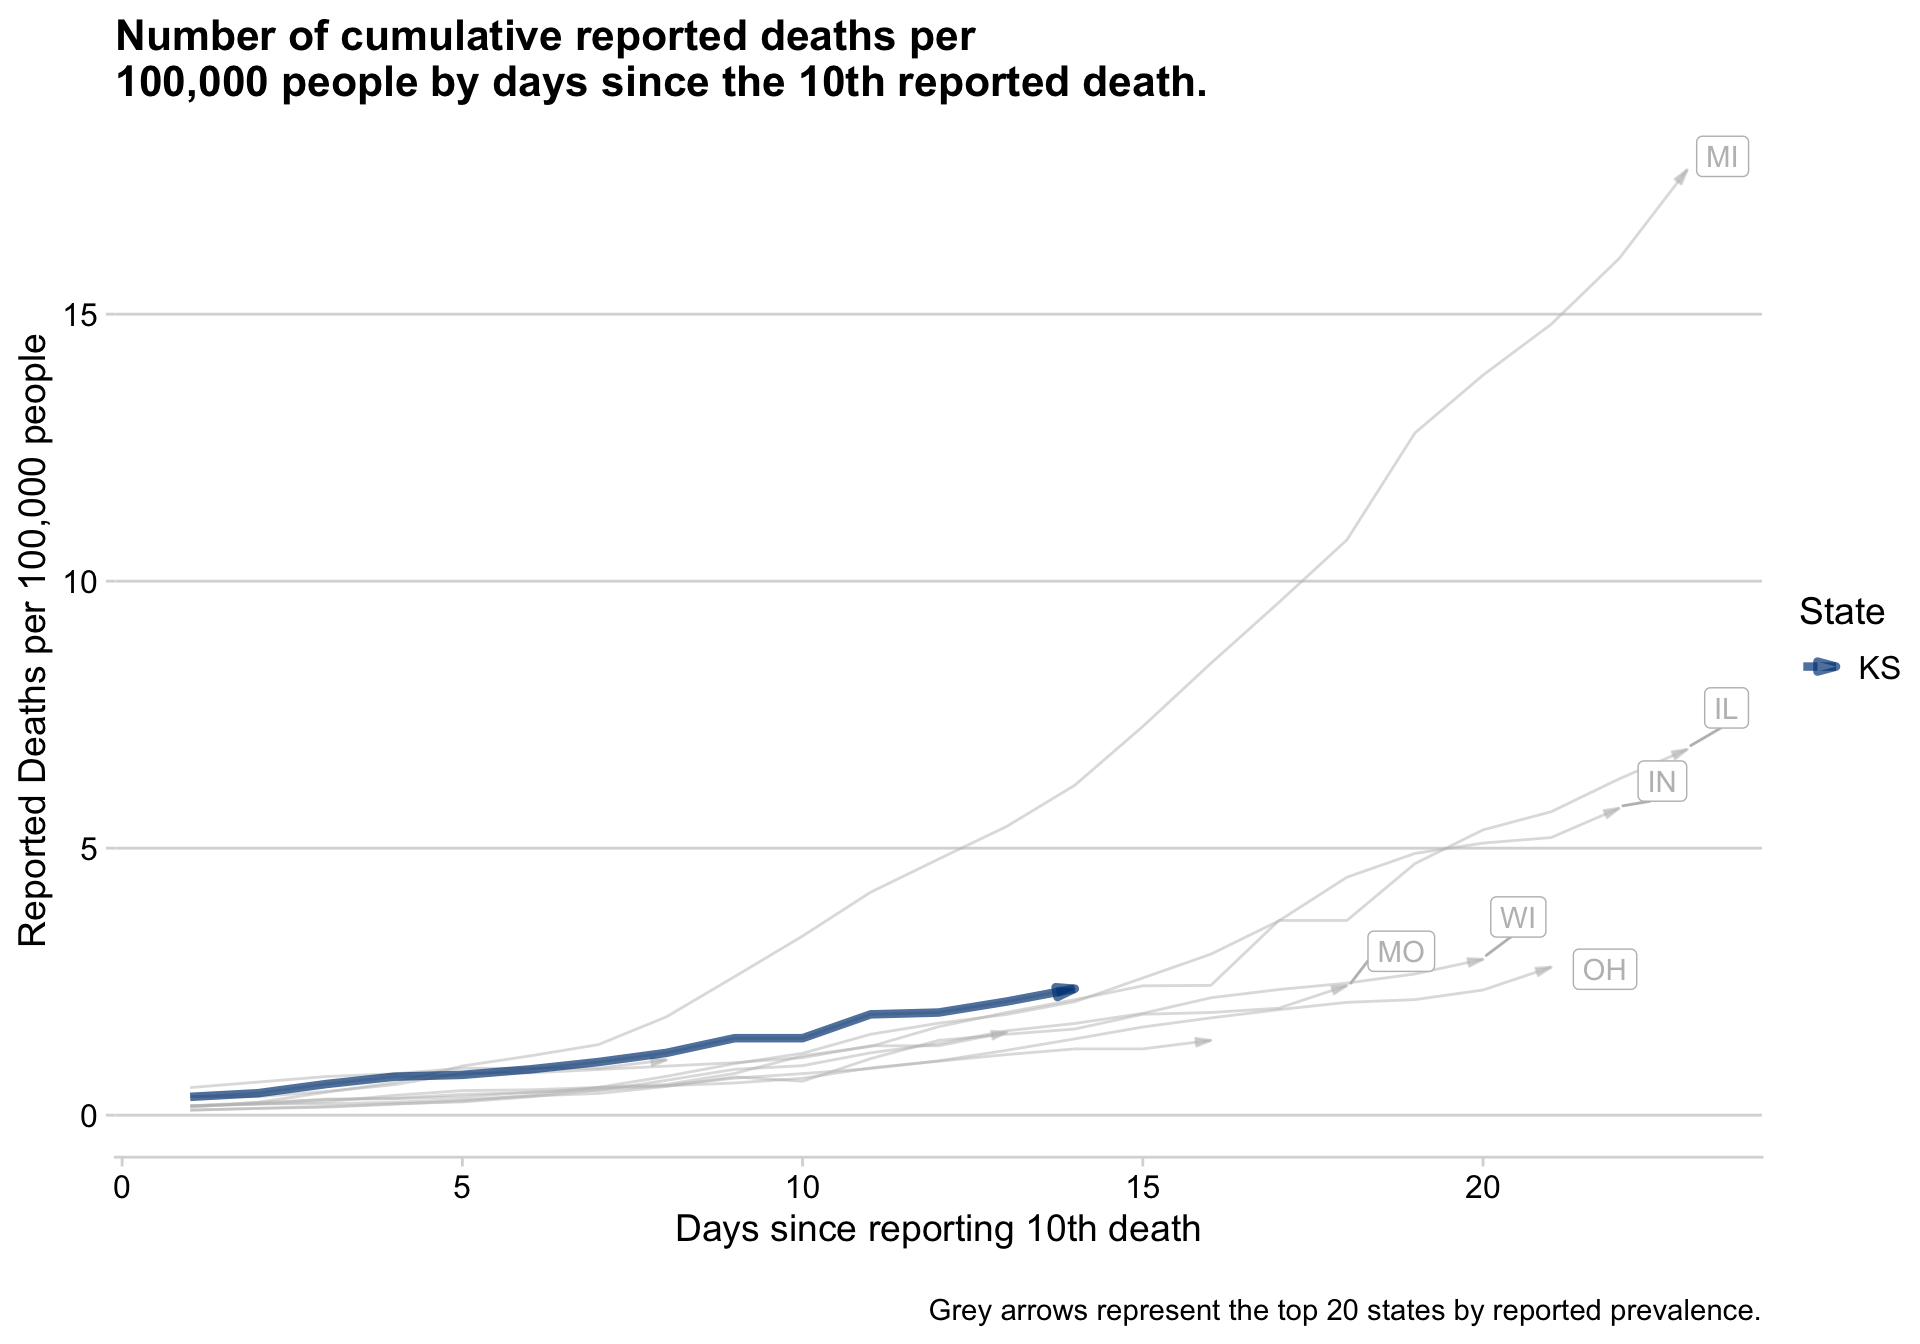 Number of cumulative reported deaths per
100,000 people by days since the 10th reported death.
Reported Deaths per 100,000 people
15
10
5
0
MI
IL
IN
WI
MO
OH
State
KS
0
5
10
15
20
Days since reporting 10th death
Grey arrows represent the top 20 states by reported prevalence.